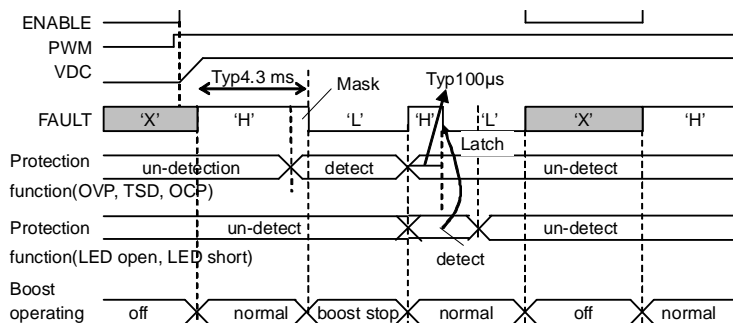 ENABLE
PWM
VDC
Typ4.3 ms
Mask
Typ100µs
FAULT
‘X’ ‘H’ ‘L’ ‘H’ ‘L’ ‘X’ ‘H’
Latch
Protection
function(OVP, TSD, OCP)
un-detection detect un-detect
Protection
function(LED open, LED short)
un-detect detect un-detect
Boost
operating
off normal boost stop normal off normal